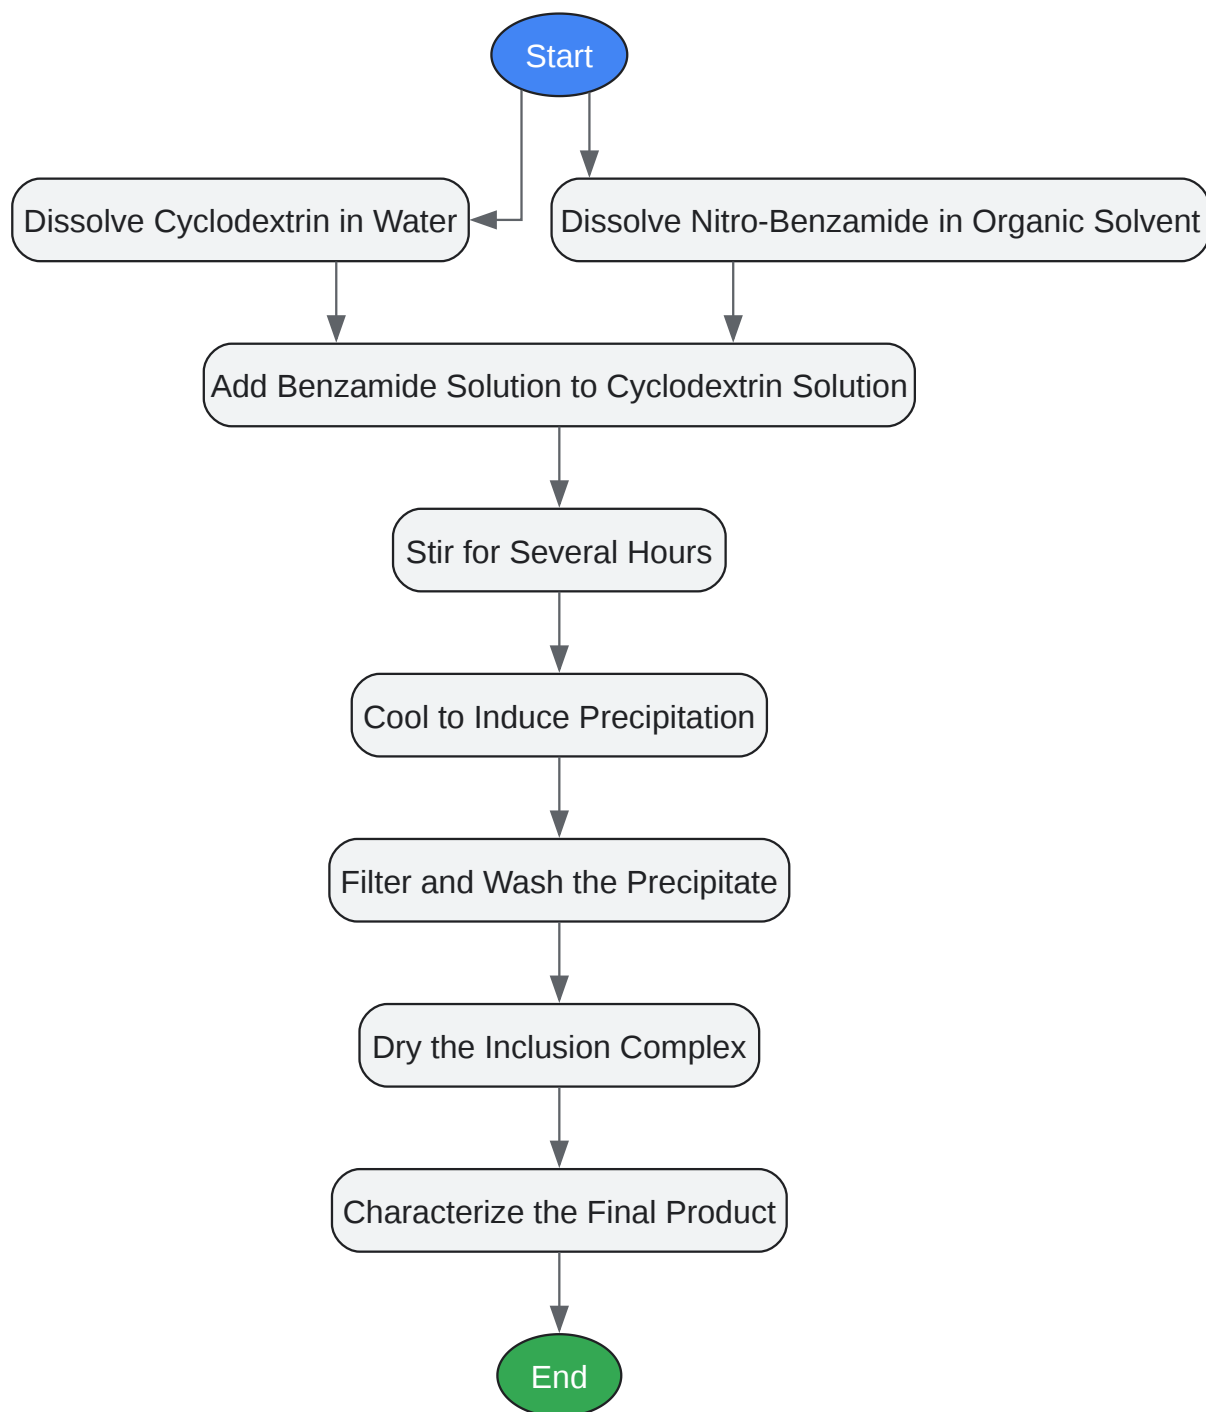 Start
Dissolve Cyclodextrin in Water
Dissolve Nitro-Benzamide in Organic Solvent
Add Benzamide Solution to Cyclodextrin Solution
Stir for Several Hours
Cool to Induce Precipitation
Filter and Wash the Precipitate
Dry the Inclusion Complex
Characterize the Final Product
End